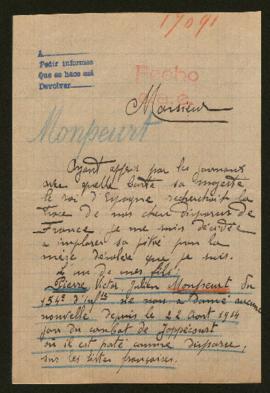 17091
A
Pedir informes
Que se hace acá
Devolver
Fecho
Monsieur
Monpeurt
Ayant appris par les journaux
avec quelle bonté sa majesté
le roi d'Espagne recherchait la
trace de nos chers disparus de
France je me suis décidée
a implorer sa pitié pour la
mère que je suis.
L'un de mes fils:
Pierre, Victor, Julien Monpeurt du
154e d'inf ne nous a donné aucune
nouvelle depuis le 22 Août 1914
jour du combat de Joppécourt
où il est porté comme disparu,
sur les listes françaises.